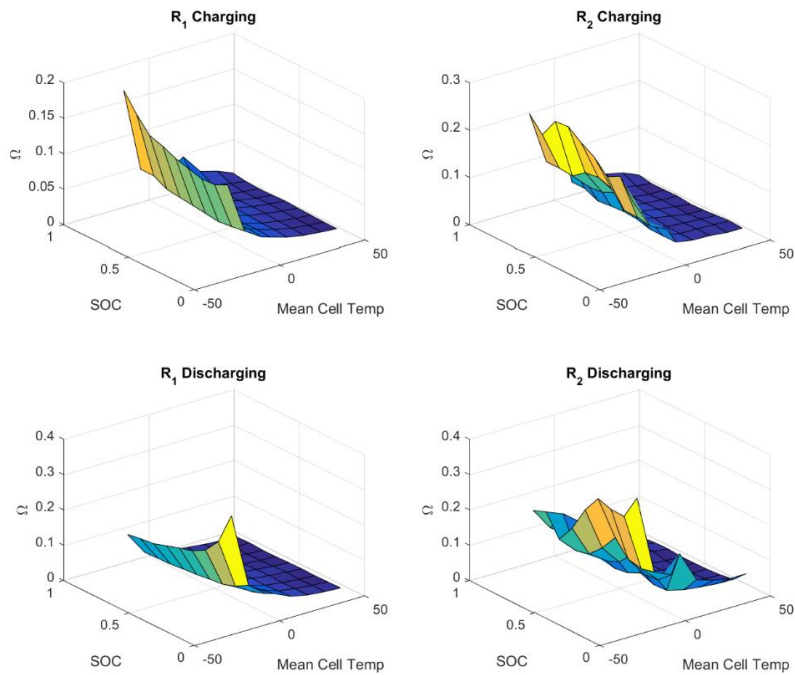 R1 Charging
0.2
0.15
0.1
0.05
0
Ω
1
0.5
0
SOC
-50
0
50
Mean Cell Temp
R2 Charging
0.3
0.2
0.1
0
Ω
1
0.5
0
SOC
-50
0
50
Mean Cell Temp
R1 Discharging
0.4
0.3
0.2
0.1
0
Ω
1
0.5
0
SOC
-50
0
50
Mean Cell Temp
R2 Discharging
0.4
0.3
0.2
0.1
0
Ω
1
0.5
0
SOC
-50
0
50
Mean Cell Temp